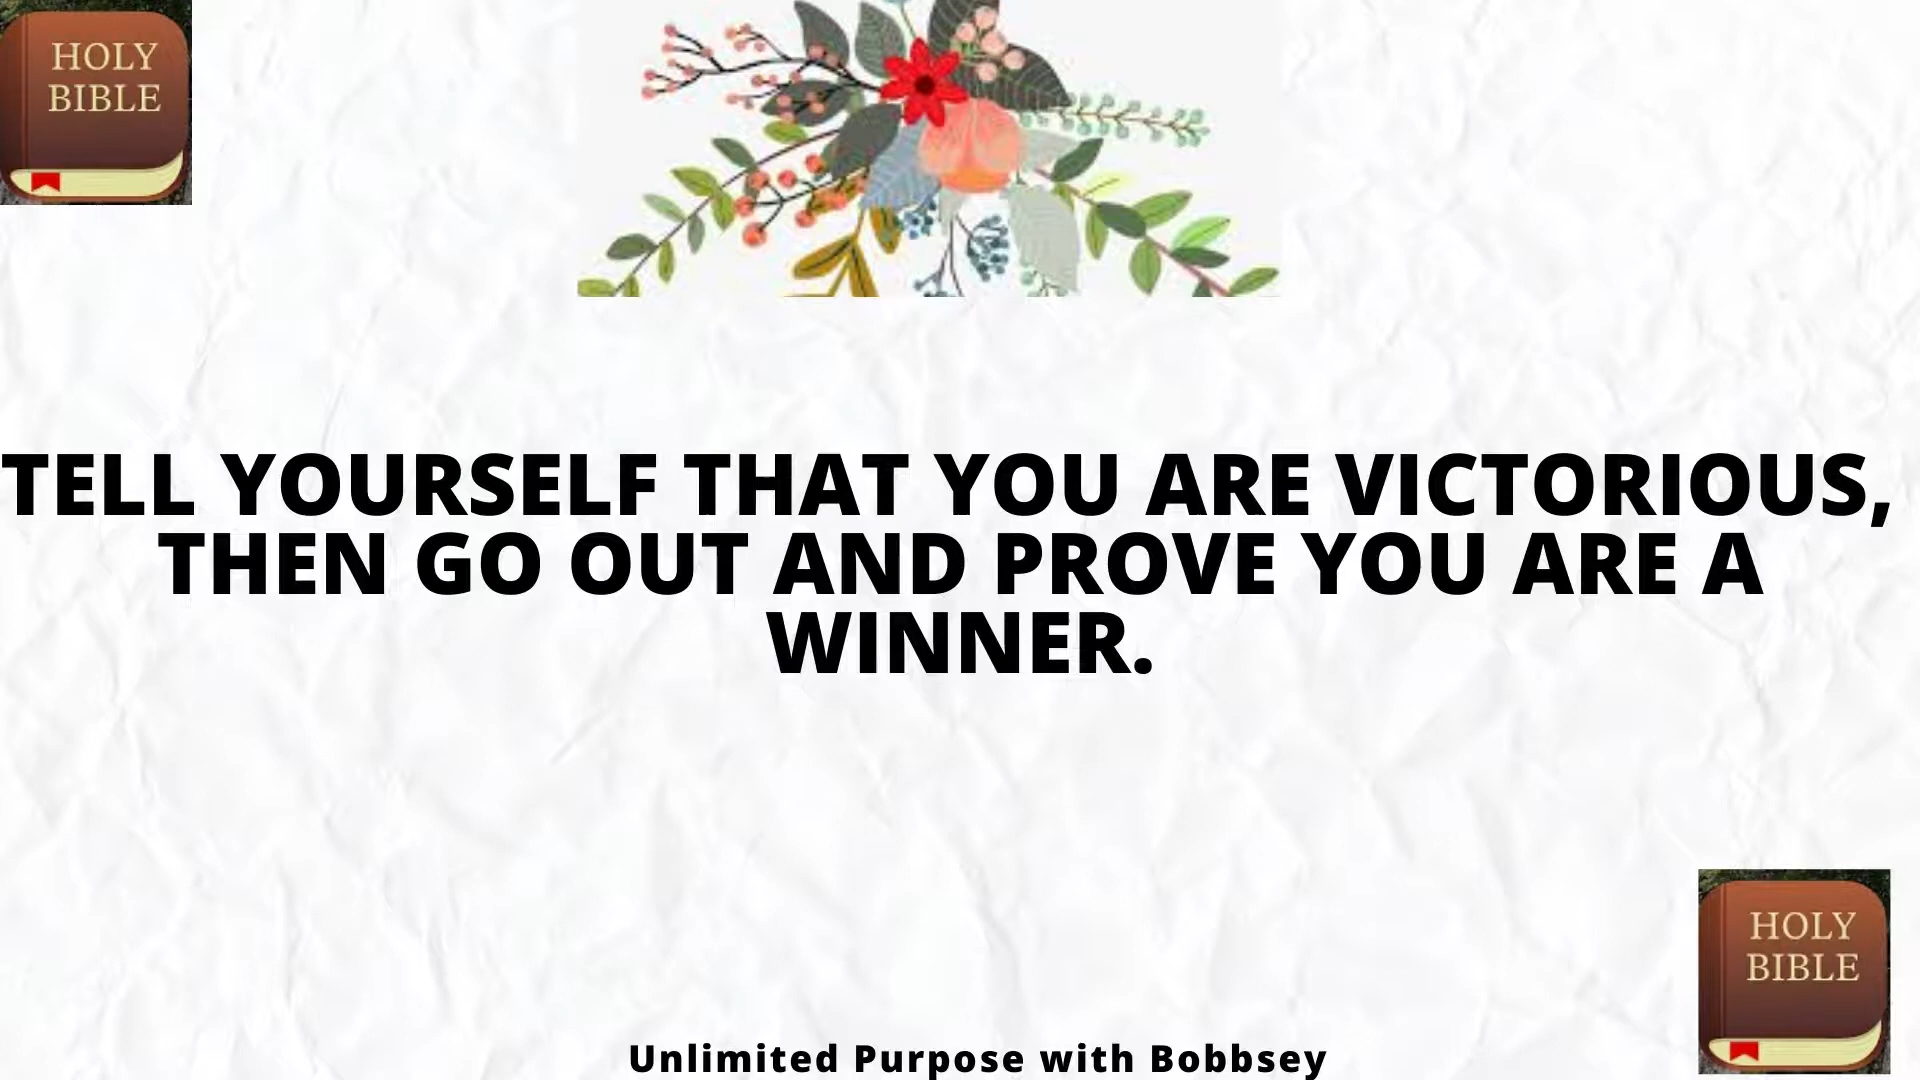 HOLY
BIBLE
TELL YOURSELF THAT YOU ARE VICTORIOUS,
THEN GO OUT AND PROVE YOU ARE A
WINNER.
HOLY
BIBLE
Unlimited Purpose with Bobbsey